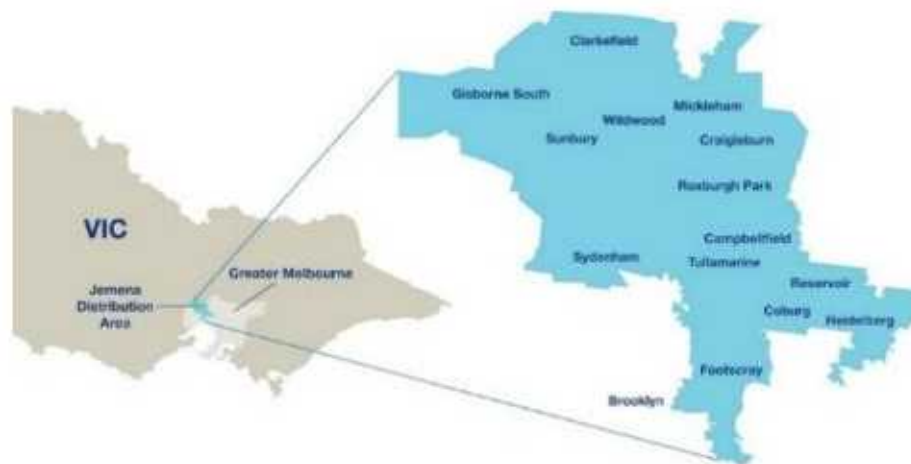 VIC
Greater Melbourne
Jemena
Distribution
Area
Clarkefield
Gisborne South
Mickleham
Wildwood
Sunbury
Craigieburn
Roxburgh Park
Campbellfield
Sydenham
Tullamarine
Reservoir
Coburg
Heidelberg
Footscray
Brooklyn